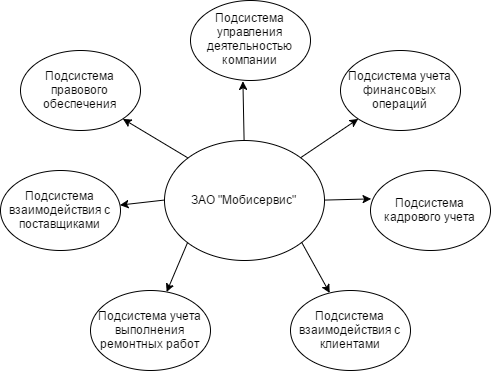 Подсистема
управления
деятельностью
компании
Подсистема
правового
обеспечения
Подсистема учета
финансовых
операций
Подсистема
взаимодействия с
поставщиками
ЗАО "Мобисервис"
Подсистема
кадрового учета
Подсистема учета
выполнения
ремонтных работ
Подсистема
взаимодействия с
клиентами